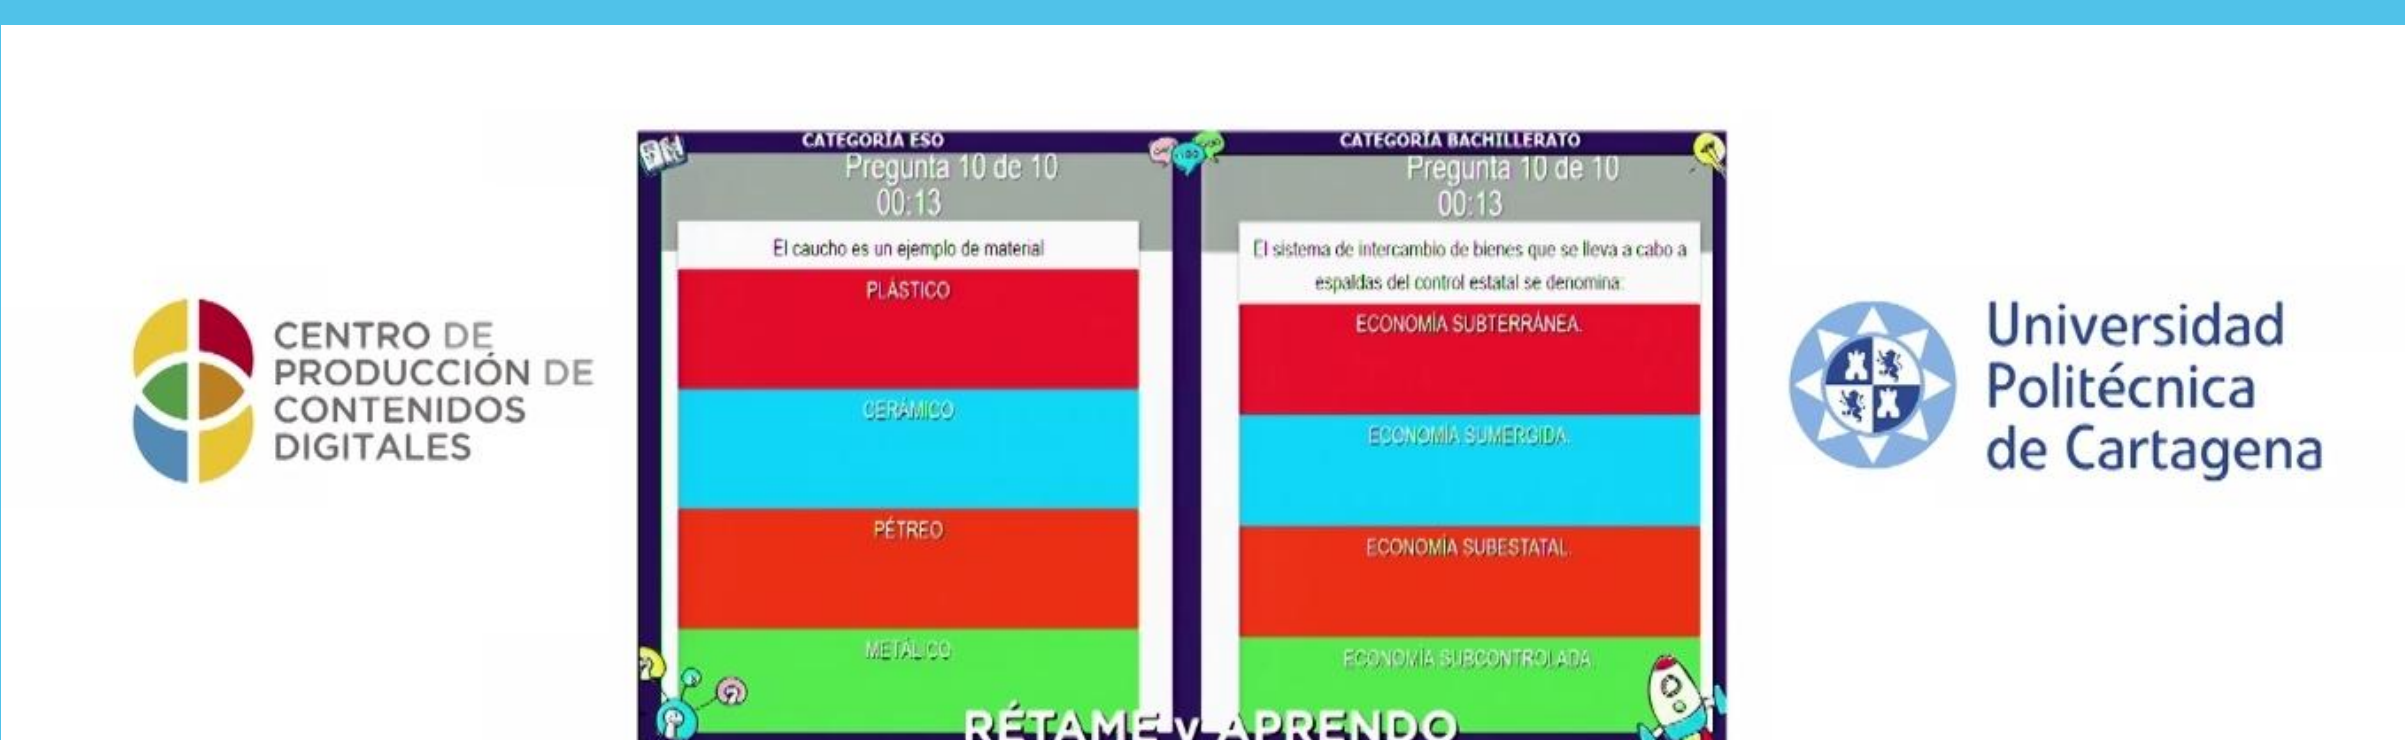 CENTRO DE
PRODUCCIÓN DE
CONTENIDOS
DIGITALES
CATEGORÍA ESO
Pregunta 10 de 10
00:13
El caucho es un ejemplo de material
PLÁSTICO
CERÁMICO
PÉTREO
METÁLICO
CATEGORÍA BACHILLERATO
Pregunta 10 de 10
00:13
El sistema de intercambio de bienes que se lleva a cabo a
espaldas del control estatal se denomina:
ECONOMÍA SUBTERRÁNEA.
ECONOMÍA SUMERGIDA.
ECONOMÍA SUBESTATAL.
ECONOMÍA SUBCONTROLADA.
RÉTAME y APRENDO
Universidad
Politécnica
de Cartagena